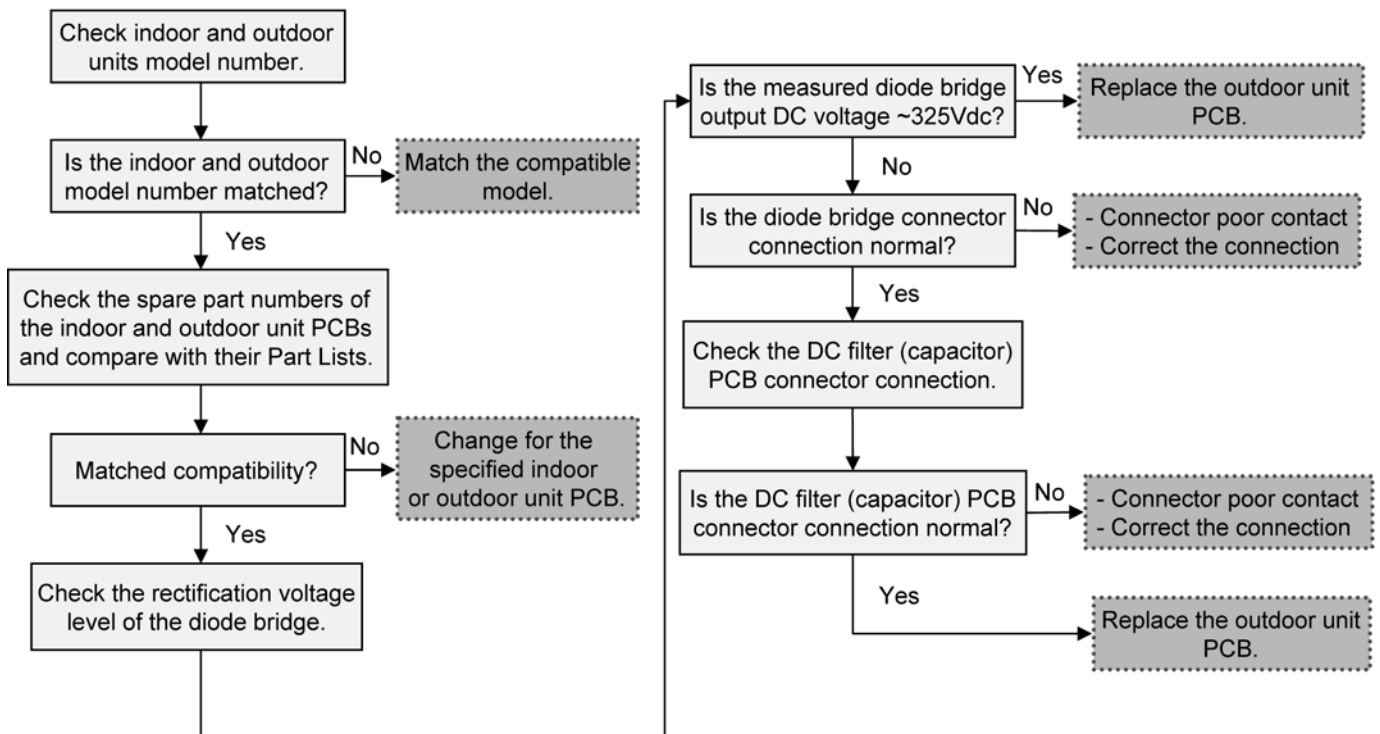 Check indoor and outdoor
units model number.
Is the indoor and outdoor
model number matched?
No
Match the compatible
model.
Yes
Check the spare part numbers of
the indoor and outdoor unit PCBs
and compare with their Part Lists.
Matched compatibility?
No
Change for the
specified indoor
or outdoor unit PCB.
Yes
Check the rectification voltage
level of the diode bridge.
Is the measured diode bridge
output DC voltage ~325Vdc?
Yes
Replace the outdoor unit
PCB.
No
Is the diode bridge connector
connection normal?
No
- Connector poor contact
- Correct the connection
Yes
Check the DC filter (capacitor)
PCB connector connection.
Is the DC filter (capacitor) PCB
connector connection normal?
No
- Connector poor contact
- Correct the connection
Yes
Replace the outdoor unit
PCB.